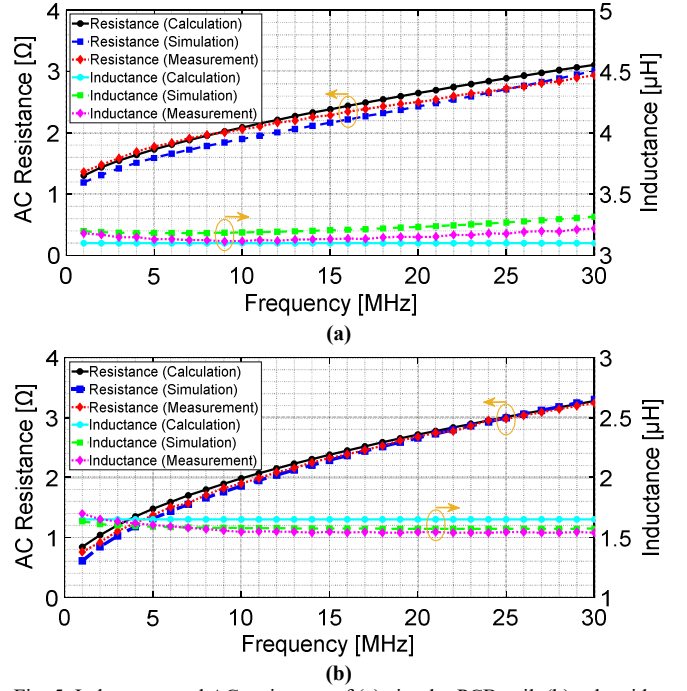 4
3
2
1
0
AC Resistance [Ω]
Resistance (Calculation)
Resistance (Simulation)
Resistance (Measurement)
Inductance (Calculation)
Inductance (Simulation)
Inductance (Measurement)
5
4.5
4
3.5
3
Inductance [µH]
0 5 10 15 20 25 30
Frequency [MHz]
(a)
4
3
2
1
0
AC Resistance [Ω]
Resistance (Calculation)
Resistance (Simulation)
Resistance (Measurement)
Inductance (Calculation)
Inductance (Simulation)
Inductance (Measurement)
3
2.5
2
1.5
1
Inductance [µH]
0 5 10 15 20 25 30
Frequency [MHz]
(b)